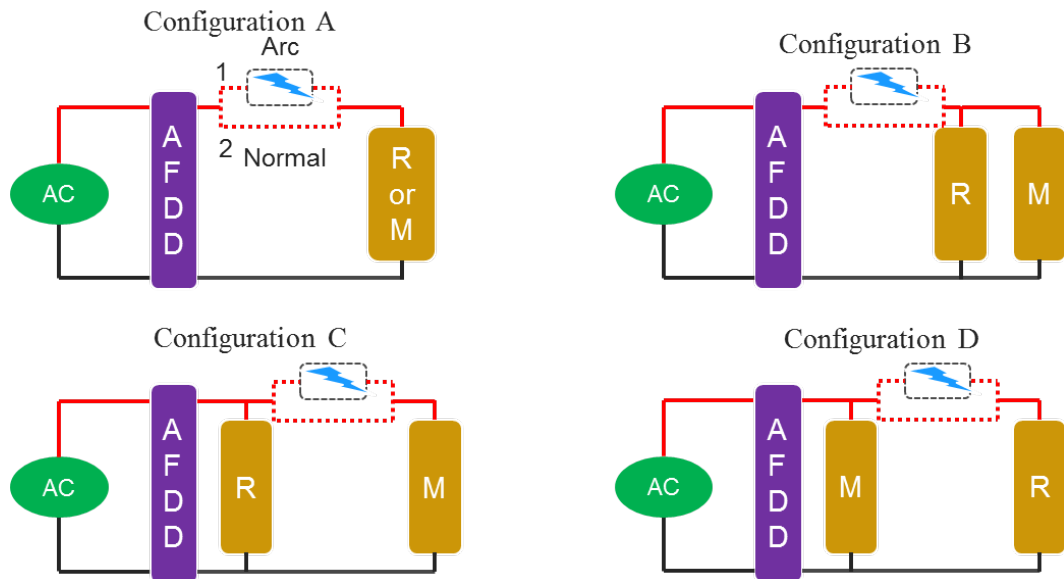 Configuration A
Arc
1
2 Normal
AC
A
F
D
D
R
or
M
Configuration B
AC
A
F
D
D
R
M
Configuration C
AC
A
F
D
D
R
M
Configuration D
AC
A
F
D
D
M
R